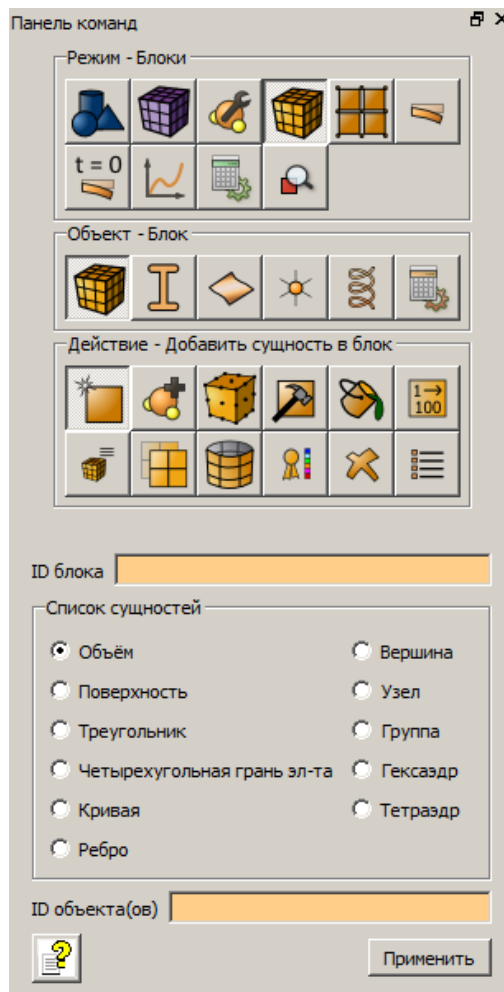 Панель команд
Режим - Блоки
t = 0
Объект - Блок
Действие - Добавить сущность в блок
1→
100
ID блока
Список сущностей
Объём
Вершина
Поверхность
Узел
Треугольник
Группа
Четырехугольная грань эл-та
Гексаэдр
Кривая
Тетраэдр
Ребро
ID объекта(ов)
Применить